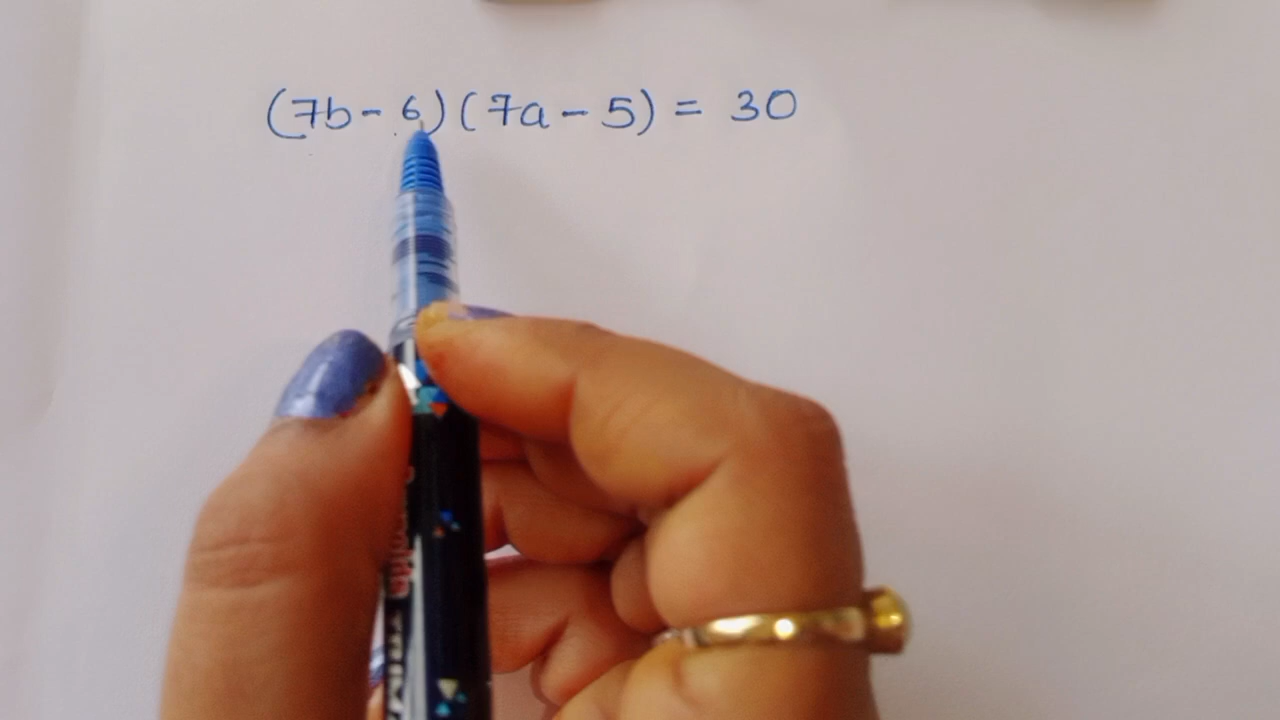 (7b - 6)(7a - 5) = 30